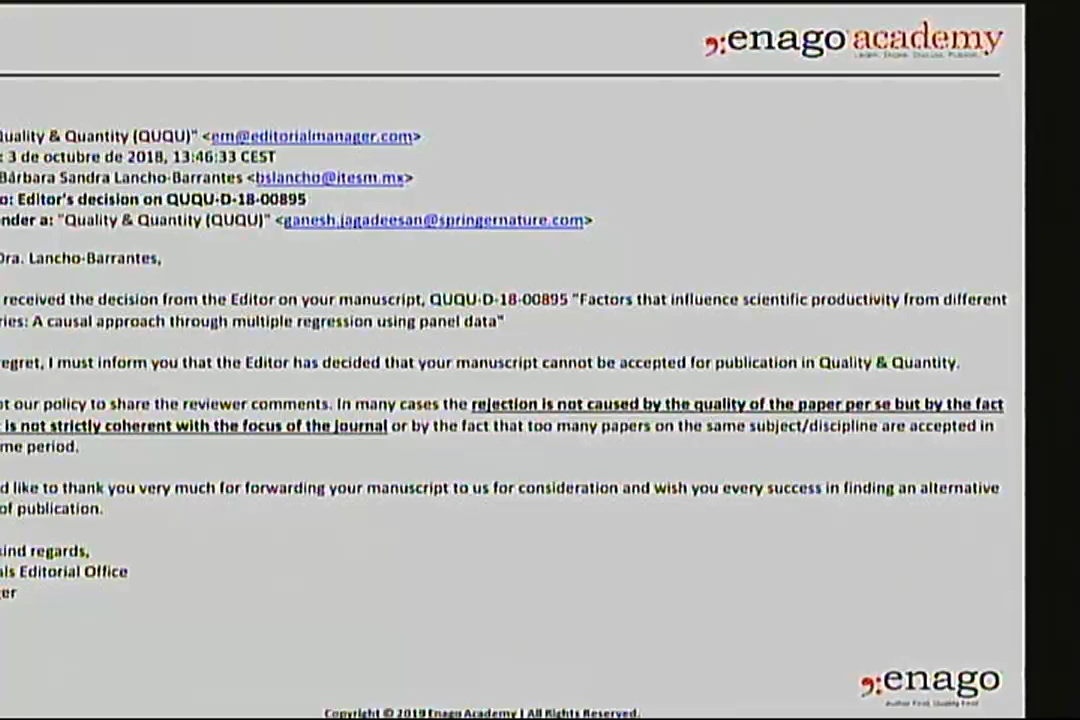 enago academy
Learn. Share. Discuss. Publish.
Quality & Quantity (QUQU)" <em@editorialmanager.com>
: 3 de octubre de 2018, 13:46:33 CEST
Bárbara Sandra Lancho-Barrantes <bslancho@itesm.mx>
o: Editor's decision on QUQU-D-18-00895
nder a: "Quality & Quantity (QUQU)" <ganesh.jagadeesan@springernature.com>
Dra. Lancho-Barrantes,
received the decision from the Editor on your manuscript, QUQU-D-18-00895 "Factors that influence scientific productivity from different
ries: A causal approach through multiple regression using panel data"
egret, I must inform you that the Editor has decided that your manuscript cannot be accepted for publication in Quality & Quantity.
ot our policy to share the reviewer comments. In many cases the rejection is not caused by the quality of the paper per se but by the fact
is not strictly coherent with the focus of the journal or by the fact that too many papers on the same subject/discipline are accepted in
me period.
d like to thank you very much for forwarding your manuscript to us for consideration and wish you every success in finding an alternative
of publication.
kind regards,
als Editorial Office
er
enago
Author First, Quality First
Copyright © 2019 Enago Academy | All Rights Reserved.